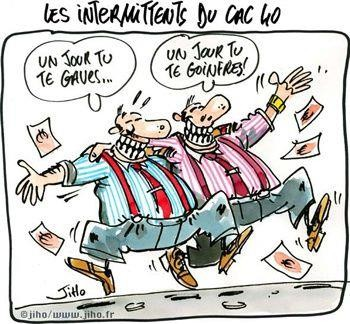 LES INTERMITTENTS DU CAC 40
UN JOUR TU
TE GAVES...
UN JOUR TU
TE GOINFRES!
€
€
€
€
JIHO
©jiho/www.jiho.fr